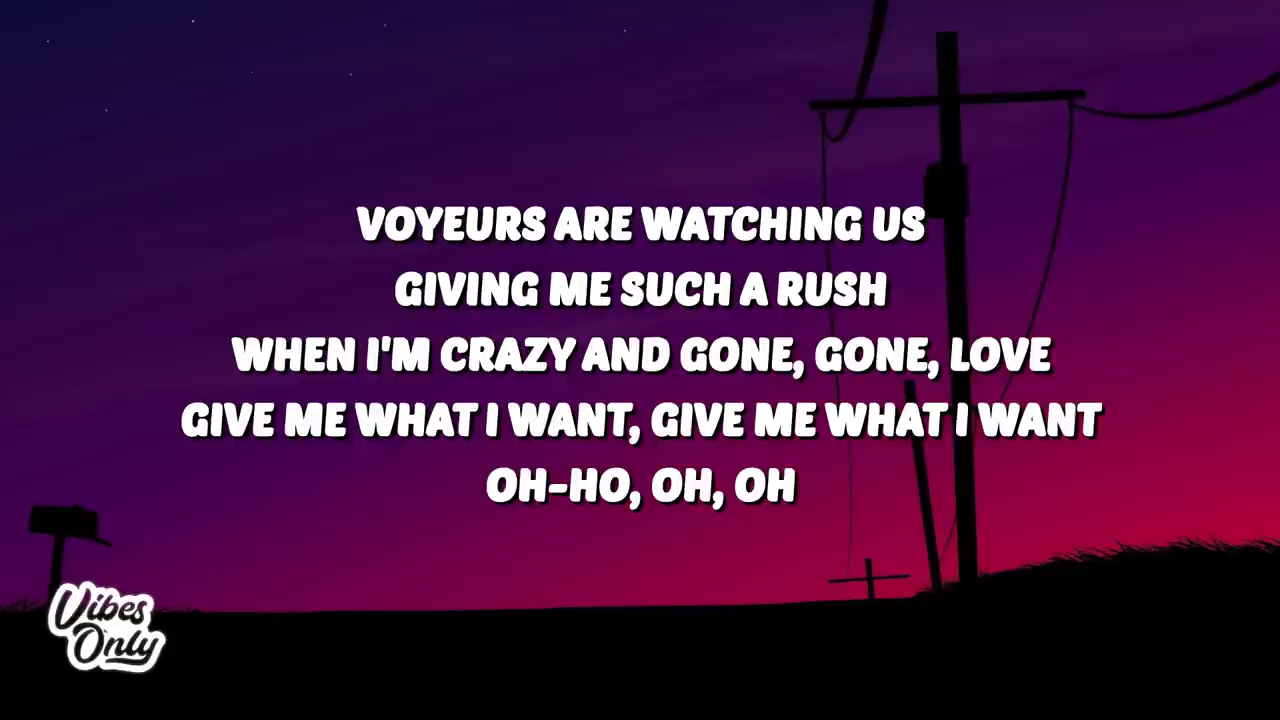 VOYEURS ARE WATCHING US
GIVING ME SUCH A RUSH
WHEN I'M CRAZY AND GONE, GONE, LOVE
GIVE ME WHAT I WANT, GIVE ME WHAT I WANT
OH-HO, OH, OH
Vibes
Only